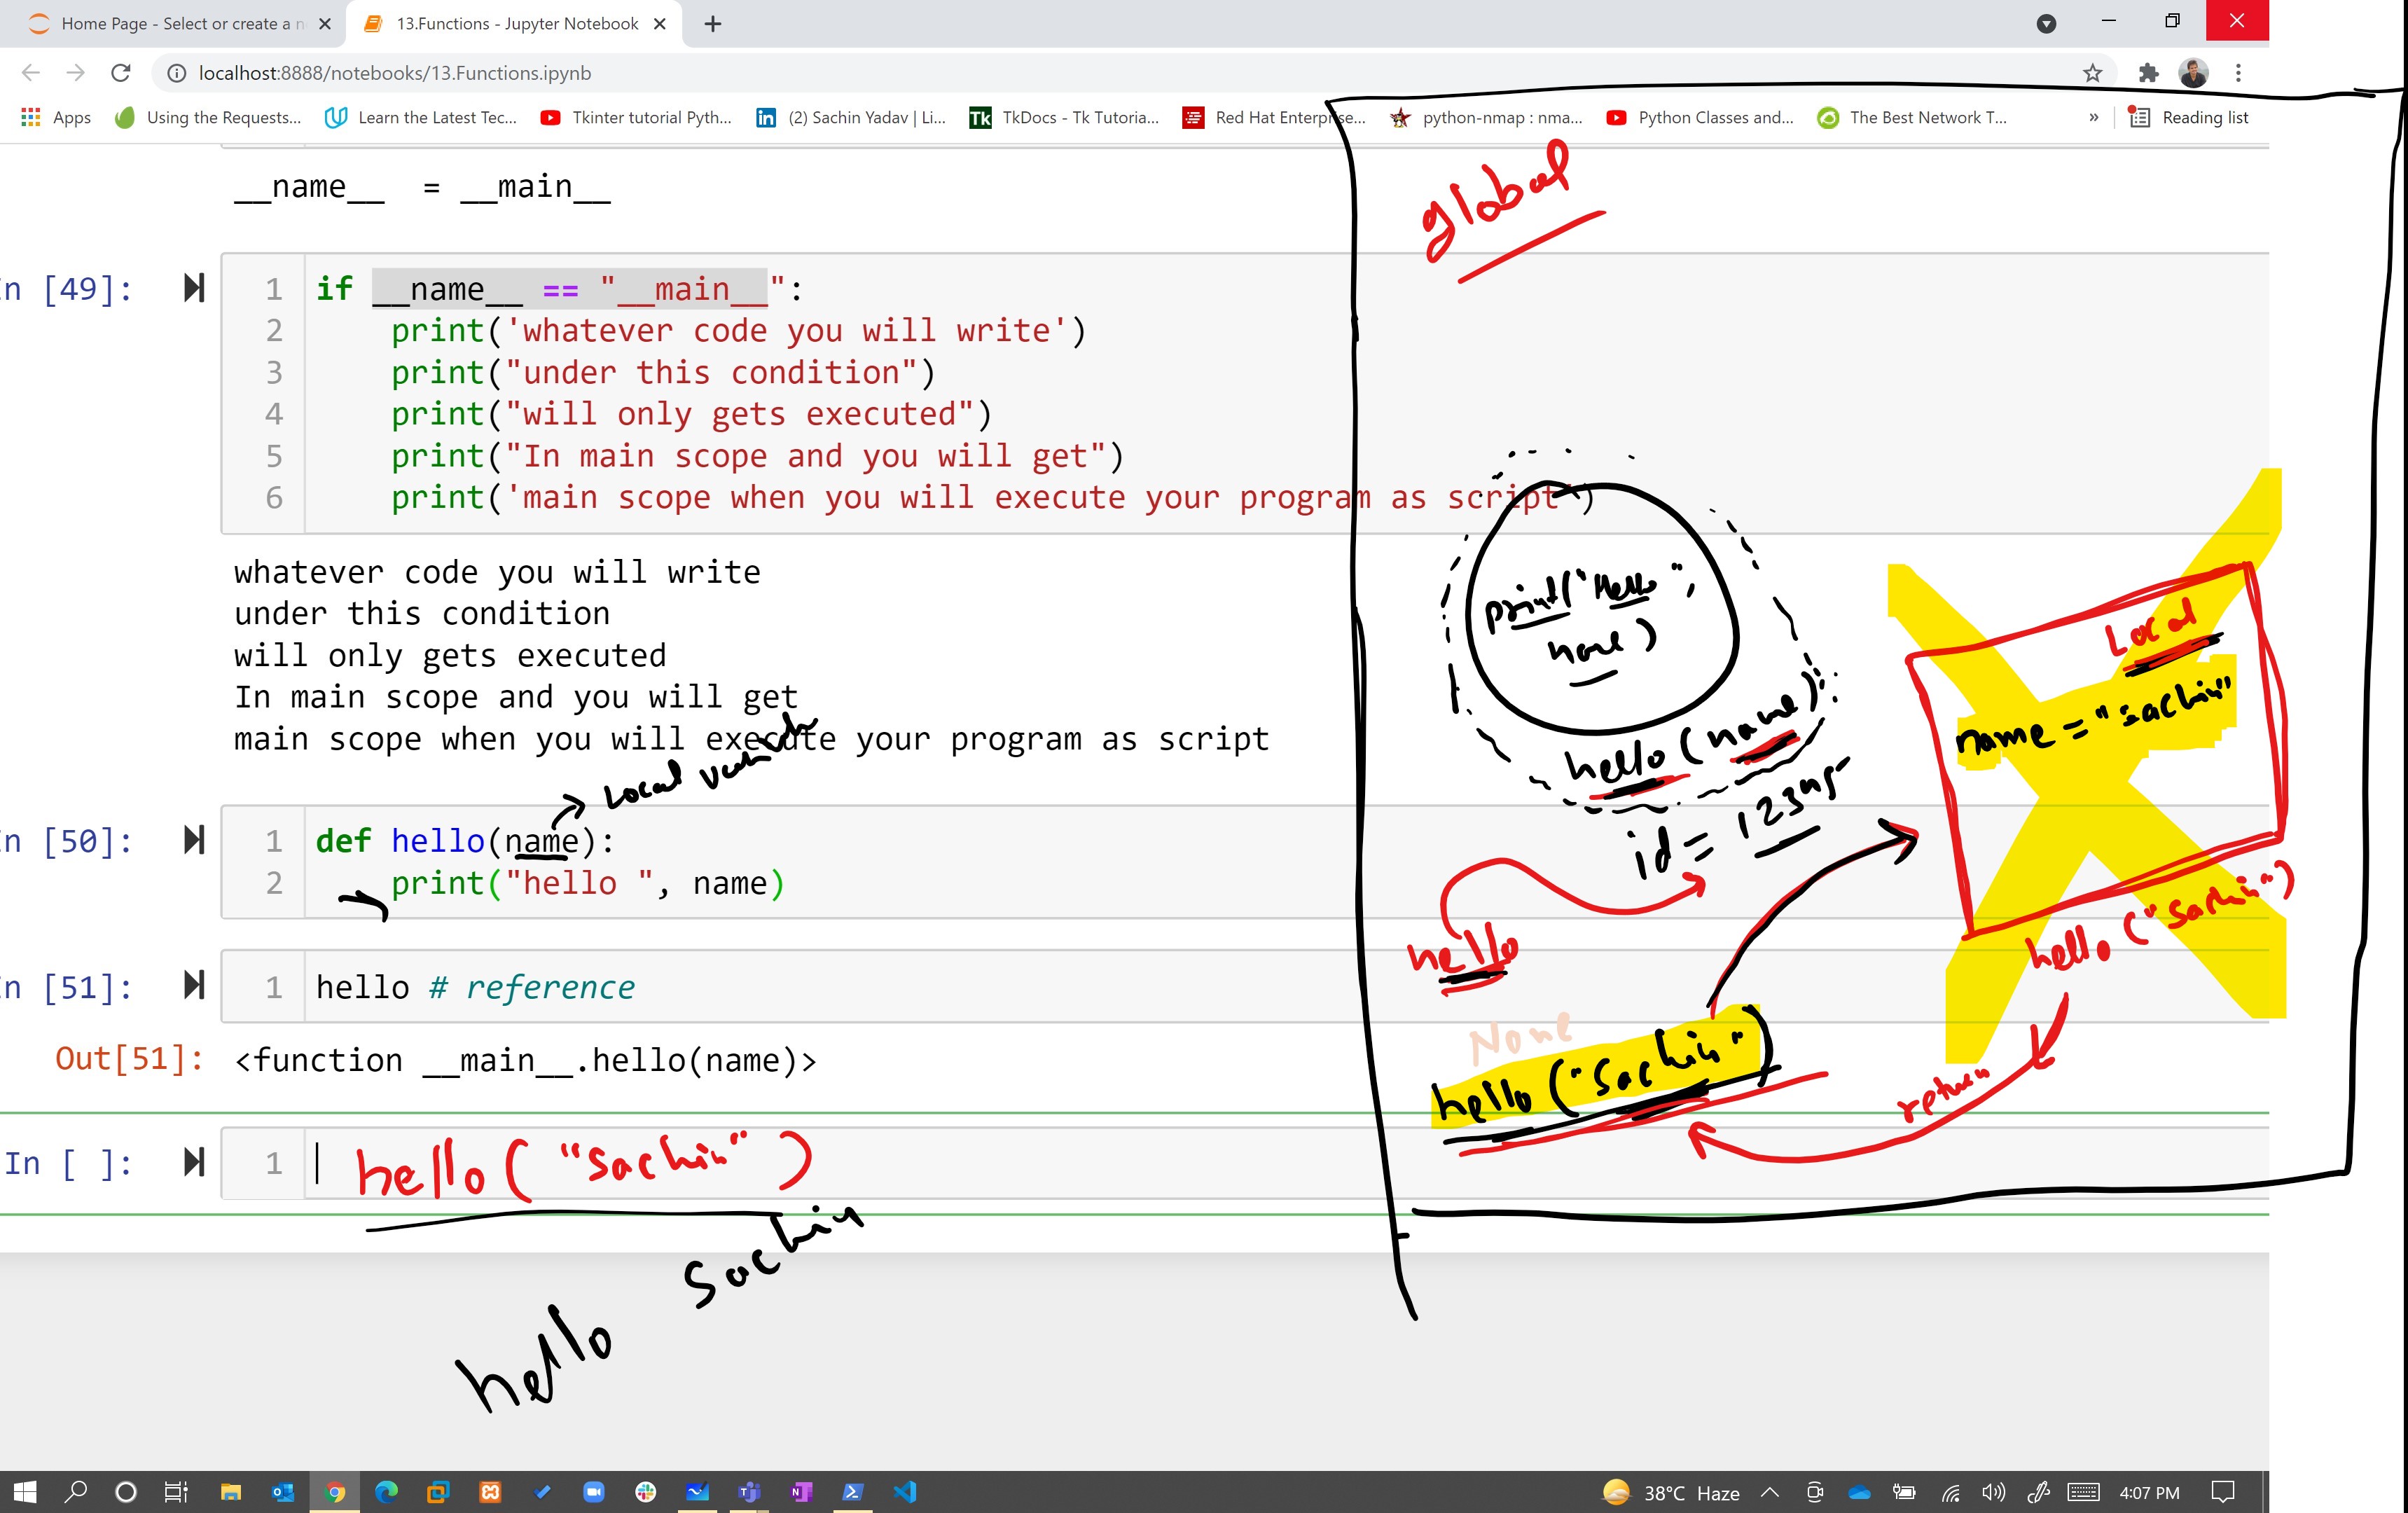 Home Page - Select or create a n
13.Functions - Jupyter Notebook
localhost:8888/notebooks/13.Functions.ipynb
Apps
Using the Requests...
Learn the Latest Tec...
Tkinter tutorial Pyth...
(2) Sachin Yadav | Li...
Tk TkDocs - Tk Tutoria...
Red Hat Enterprise...
python-nmap : nma...
Python Classes and...
The Best Network T...
»
Reading list
__name__  = __main__
global
n [49]:
1 if __name__ == "__main__":
2     print('whatever code you will write')
3     print("under this condition")
4     print("will only gets executed")
5     print("In main scope and you will get")
6     print('main scope when you will execute your program as script')
whatever code you will write
under this condition
will only gets executed
In main scope and you will get
main scope when you will execute your program as script
print("Hello",
name)
hello(name):
id = 12345
Local
name = "sachin"
hello("Sachin")
Local
n [50]:
1 def hello(name):
2     print("hello ", name)
hello
n [51]:
1 hello # reference
Out[51]: <function __main__.hello(name)>
None
hello("Sachin")
return
In [ ]:
1 hello("sachin")
hello sachin
38°C Haze
4:07 PM